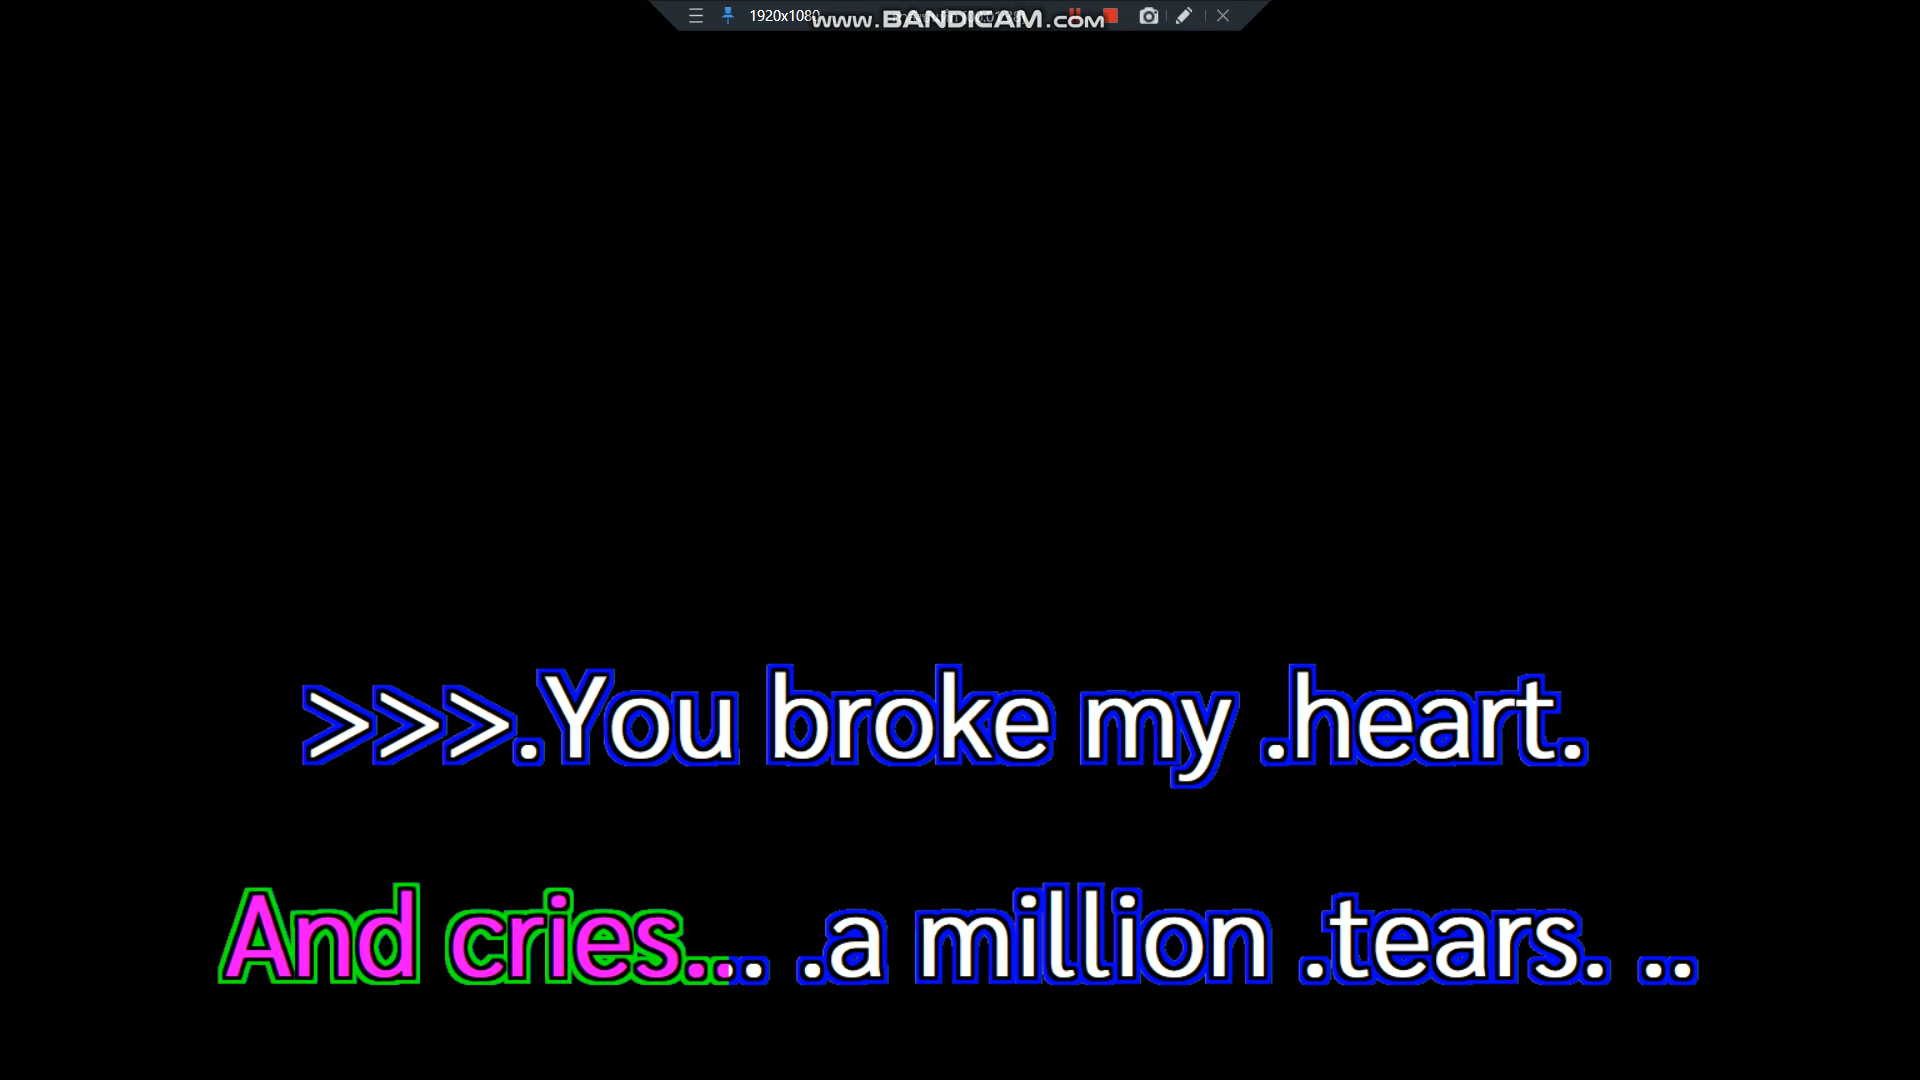 1920x1080
www.BANDICAM.com
>>>.You broke my .heart.
And cries.... .a million .tears. ..